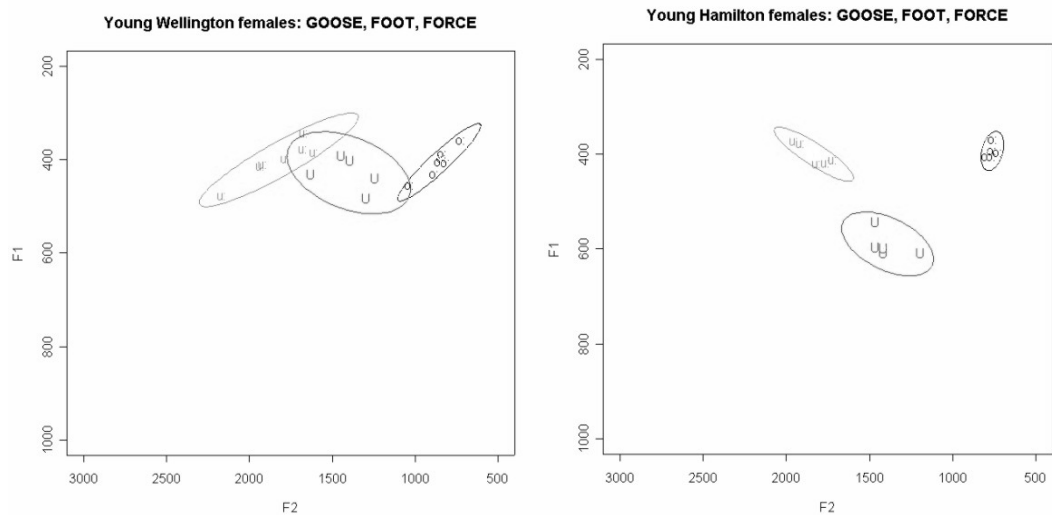 Young Wellington females: GOOSE, FOOT, FORCE
200
400
600
800
1000
F1
u:
u:
u:
u:
u:
u:
u:
U
U
U
U
U
o:
o:
o:
o:
o:
o:
3000 2500 2000 1500 1000 500
F2
Young Hamilton females: GOOSE, FOOT, FORCE
200
400
600
800
1000
F1
u:
u:
u:
u:
u:
U
U
U
U
U
o:
o:
o:
o:
o:
3000 2500 2000 1500 1000 500
F2